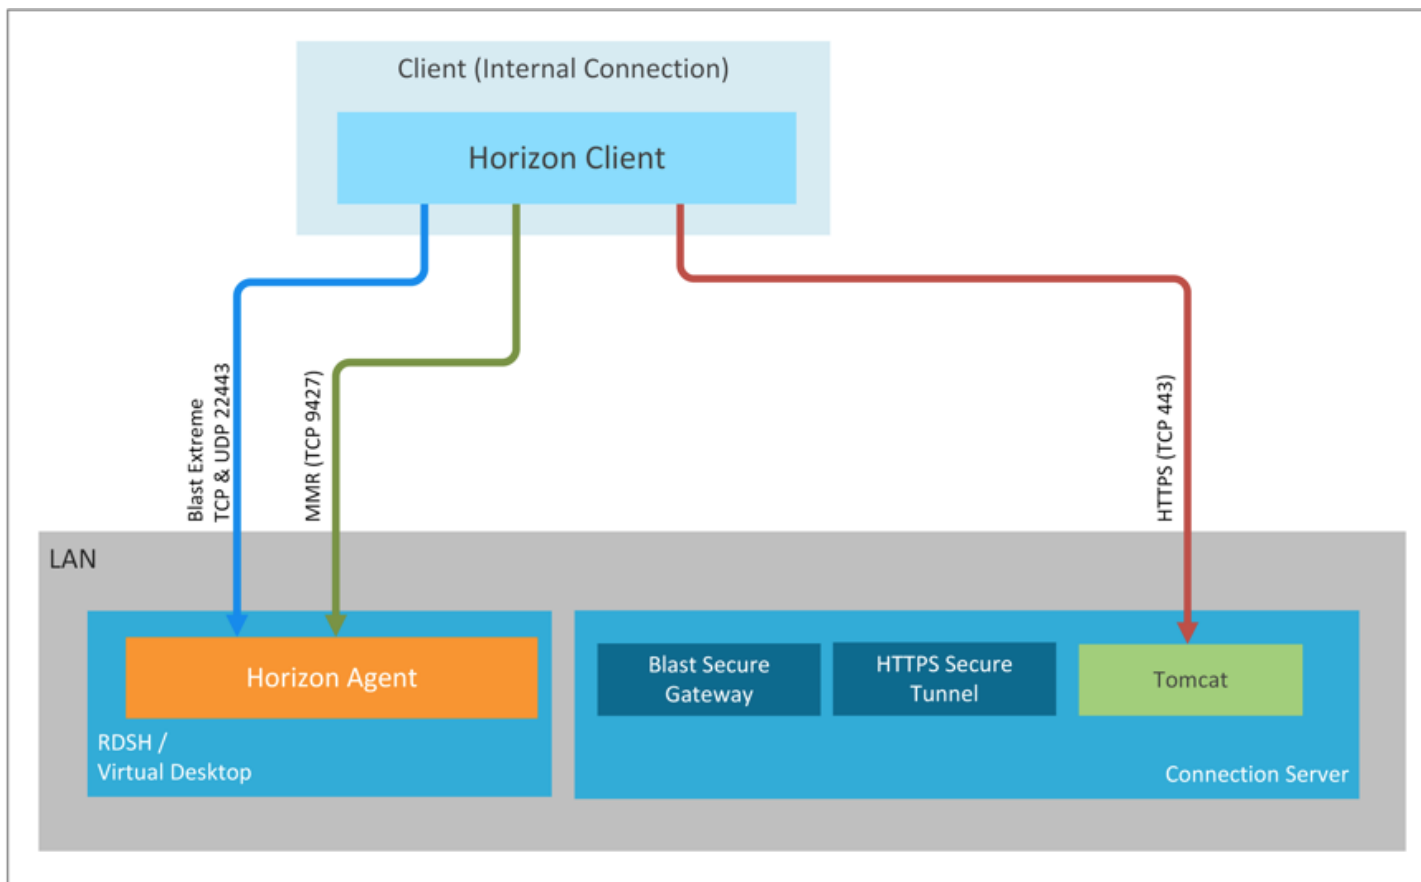 Client (Internal Connection)
Horizon Client
Blast Extreme
TCP & UDP 22443
MMR (TCP 9427)
HTTPS (TCP 443)
LAN
Horizon Agent
RDSH /
Virtual Desktop
Blast Secure
Gateway
HTTPS Secure
Tunnel
Tomcat
Connection Server